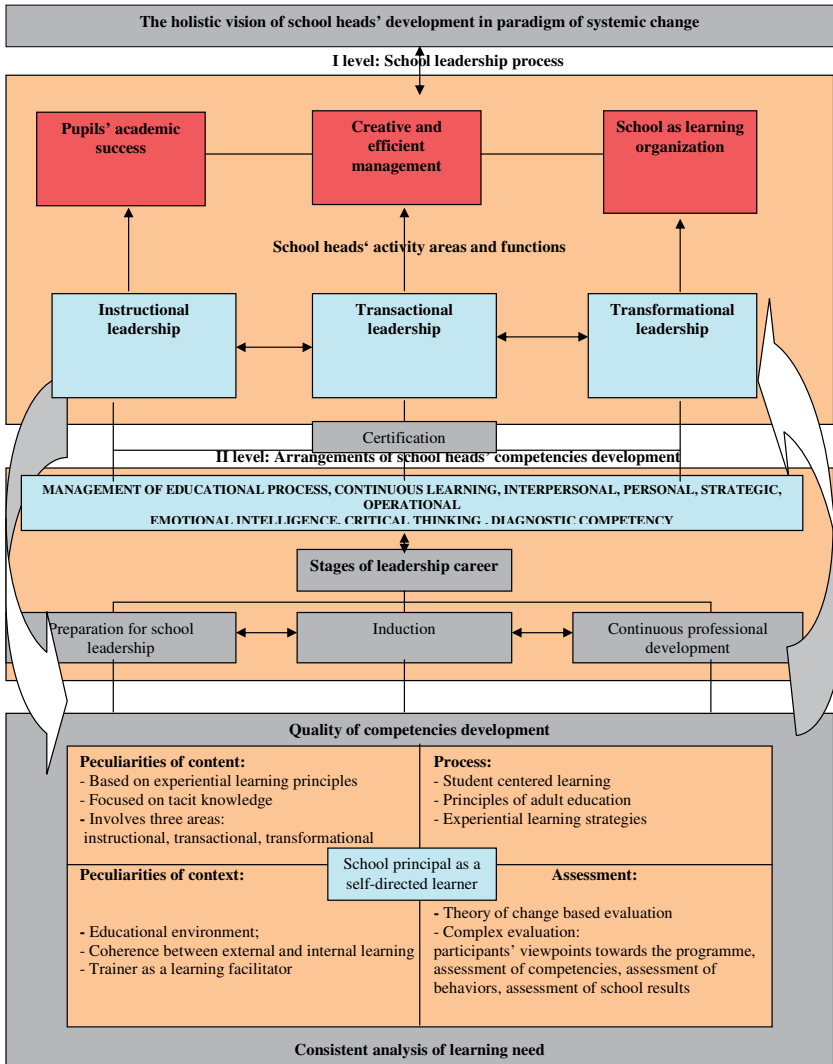 The holistic vision of school heads’ development in paradigm of systemic change
I level: School leadership process
Pupils’ academic
success
Creative and
efficient
management
School as learning
organization
School heads‘ activity areas and functions
Instructional
leadership
Transactional
leadership
Transformational
leadership
Certification
II level: Arrangements of school heads’ competencies development
MANAGEMENT OF EDUCATIONAL PROCESS, CONTINUOUS LEARNING, INTERPERSONAL, PERSONAL, STRATEGIC,
OPERATIONAL
EMOTIONAL INTELLIGENCE, CRITICAL THINKING , DIAGNOSTIC COMPETENCY
Stages of leadership career
Preparation for school
leadership
Induction
Continuous professional
development
Quality of competencies development
Peculiarities of content:
- Based on experiential learning principles
- Focused on tacit knowledge
- Involves three areas:
instructional, transactional, transformational
Process:
- Student centered learning
- Principles of adult education
- Experiential learning strategies
School principal as a
self-directed learner
Peculiarities of context:
- Educational environment;
- Coherence between external and internal learning
- Trainer as a learning facilitator
Assessment:
- Theory of change based evaluation
- Complex evaluation:
participants’ viewpoints towards the programme,
assessment of competencies, assessment of
behaviors, assessment of school results
Consistent analysis of learning need